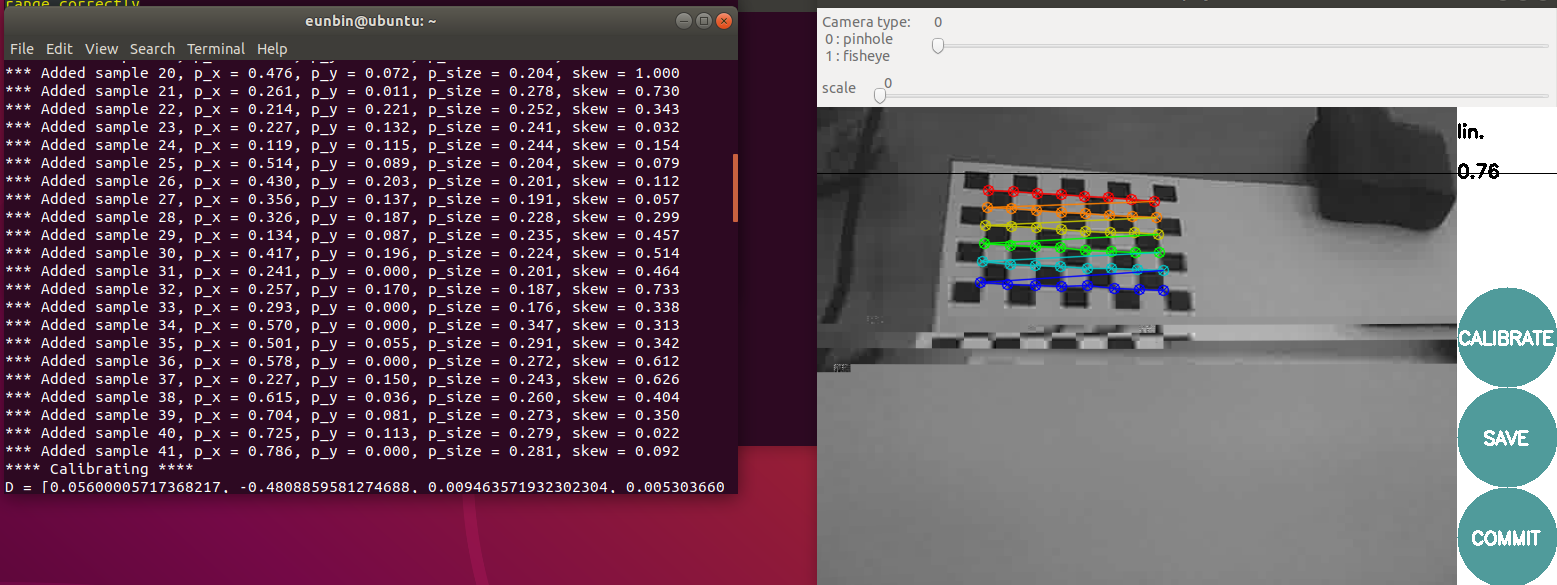 range correctly
eunbin@ubuntu: ~
File Edit View Search Terminal Help
*** Added sample 20, p_x = 0.476, p_y = 0.072, p_size = 0.204, skew = 1.000
*** Added sample 21, p_x = 0.261, p_y = 0.011, p_size = 0.278, skew = 0.730
*** Added sample 22, p_x = 0.214, p_y = 0.221, p_size = 0.252, skew = 0.343
*** Added sample 23, p_x = 0.227, p_y = 0.132, p_size = 0.241, skew = 0.032
*** Added sample 24, p_x = 0.119, p_y = 0.115, p_size = 0.244, skew = 0.154
*** Added sample 25, p_x = 0.514, p_y = 0.089, p_size = 0.204, skew = 0.079
*** Added sample 26, p_x = 0.430, p_y = 0.203, p_size = 0.201, skew = 0.112
*** Added sample 27, p_x = 0.356, p_y = 0.137, p_size = 0.191, skew = 0.057
*** Added sample 28, p_x = 0.326, p_y = 0.187, p_size = 0.228, skew = 0.299
*** Added sample 29, p_x = 0.134, p_y = 0.087, p_size = 0.235, skew = 0.457
*** Added sample 30, p_x = 0.417, p_y = 0.196, p_size = 0.224, skew = 0.514
*** Added sample 31, p_x = 0.241, p_y = 0.000, p_size = 0.201, skew = 0.464
*** Added sample 32, p_x = 0.257, p_y = 0.170, p_size = 0.187, skew = 0.733
*** Added sample 33, p_x = 0.293, p_y = 0.000, p_size = 0.176, skew = 0.338
*** Added sample 34, p_x = 0.570, p_y = 0.000, p_size = 0.347, skew = 0.313
*** Added sample 35, p_x = 0.501, p_y = 0.055, p_size = 0.291, skew = 0.342
*** Added sample 36, p_x = 0.578, p_y = 0.000, p_size = 0.272, skew = 0.612
*** Added sample 37, p_x = 0.227, p_y = 0.150, p_size = 0.243, skew = 0.626
*** Added sample 38, p_x = 0.615, p_y = 0.036, p_size = 0.260, skew = 0.404
*** Added sample 39, p_x = 0.704, p_y = 0.081, p_size = 0.273, skew = 0.350
*** Added sample 40, p_x = 0.725, p_y = 0.113, p_size = 0.279, skew = 0.022
*** Added sample 41, p_x = 0.786, p_y = 0.000, p_size = 0.281, skew = 0.092
**** Calibrating ****
D = [0.05600005717368217, -0.4808859581274688, 0.009463571932302304, 0.005303660
Camera type: 0
0 : pinhole
1 : fisheye
scale 0
lin.
0.76
CALIBRATE
SAVE
COMMIT